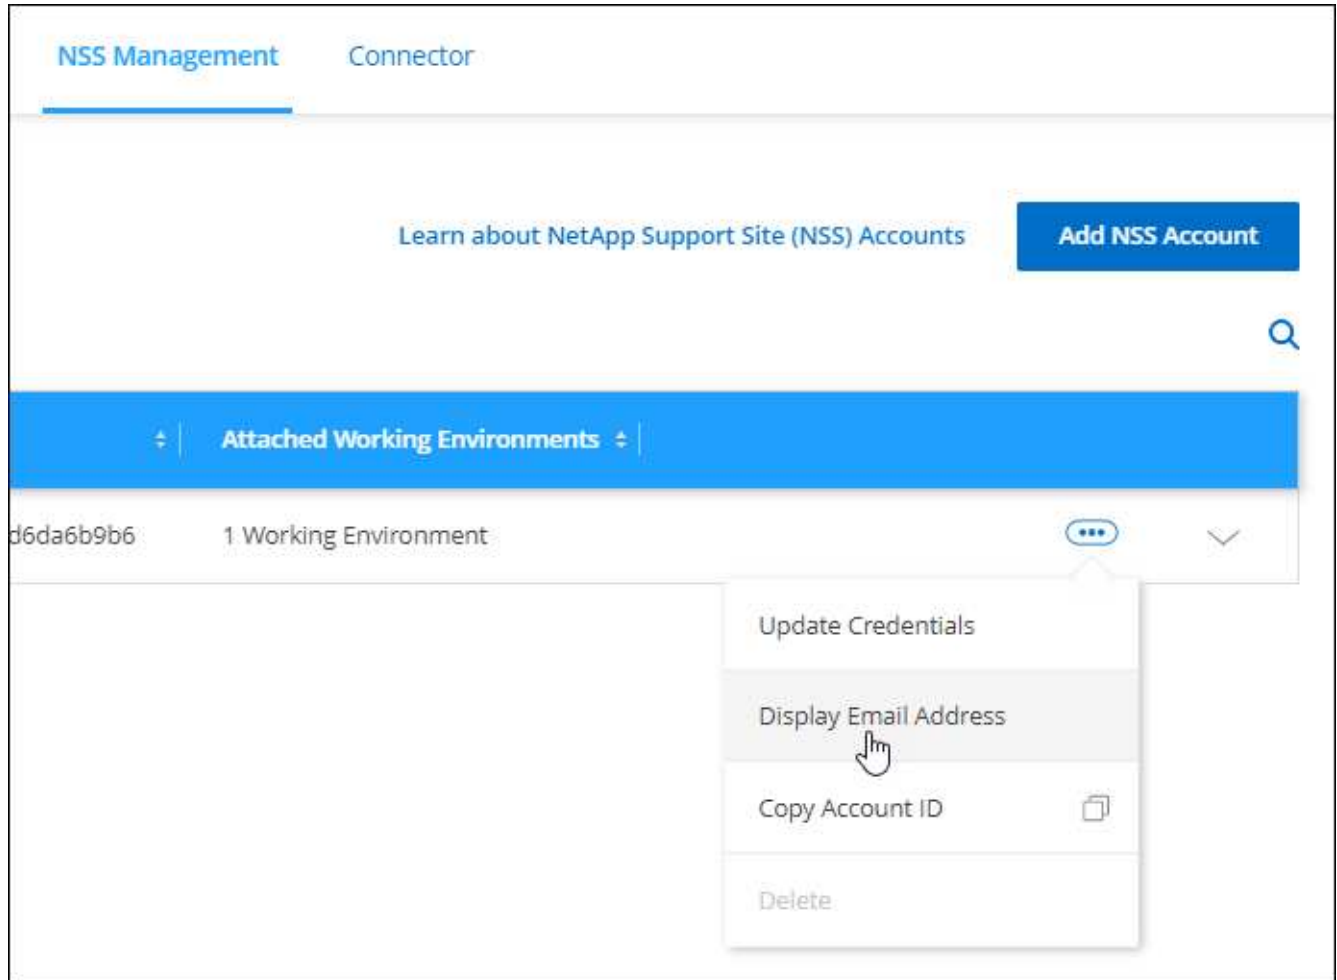 NSS Management Connector
Learn about NetApp Support Site (NSS) Accounts Add NSS Account
Attached Working Environments
d6da6b9b6 1 Working Environment
Update Credentials
Display Email Address
Copy Account ID
Delete